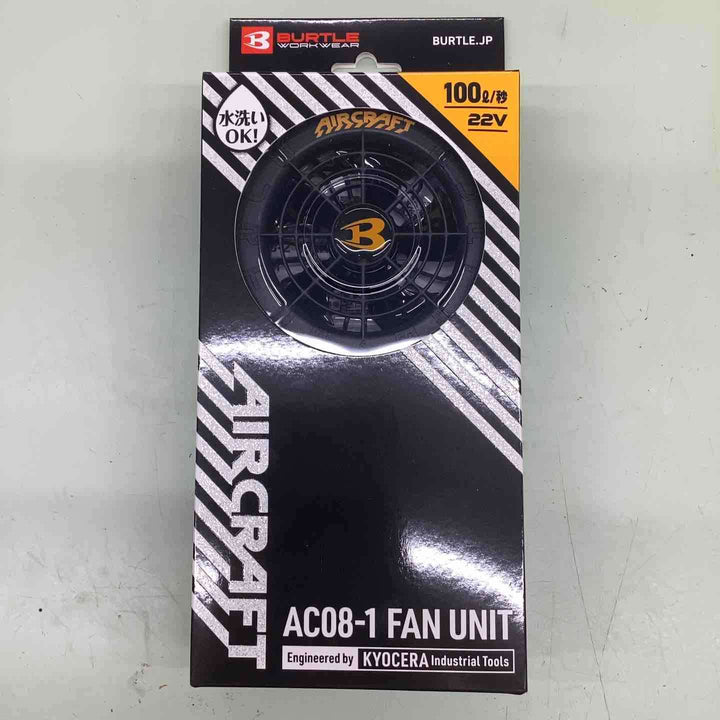 BURTLE
WORKWEAR
BURTLE.JP
水洗い
OK!
100ℓ/秒
22V
AIRCRAFT
B
AIRCRAFT
AC08-1 FAN UNIT
Engineered by KYOCERA Industrial Tools